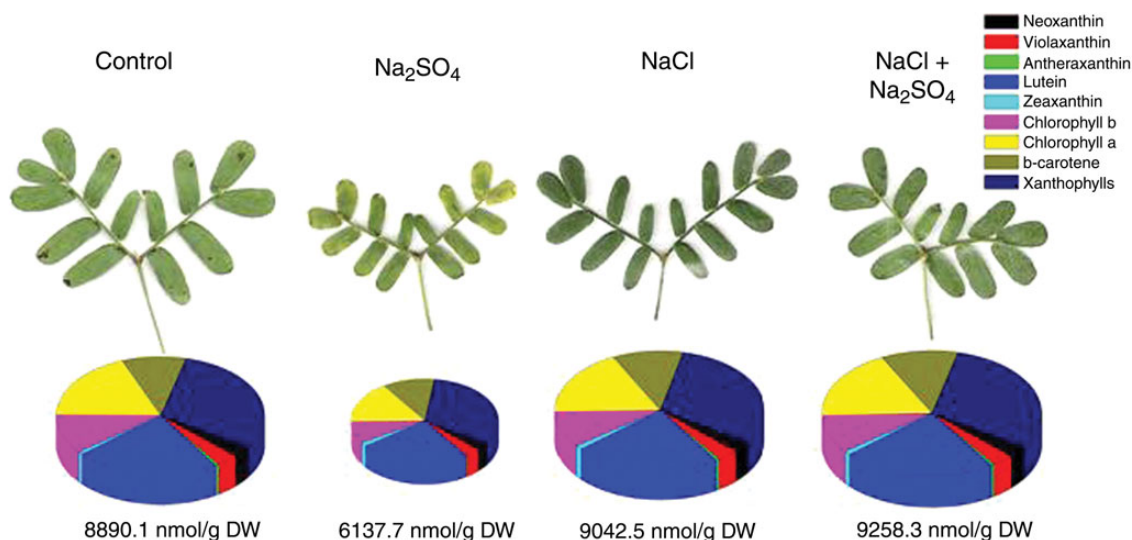 Control
Na₂SO₄
NaCl
NaCl +
Na₂SO₄
Neoxanthin
Violaxanthin
Antheraxanthin
Lutein
Zeaxanthin
Chlorophyll b
Chlorophyll a
b-carotene
Xanthophylls
8890.1 nmol/g DW
6137.7 nmol/g DW
9042.5 nmol/g DW
9258.3 nmol/g DW